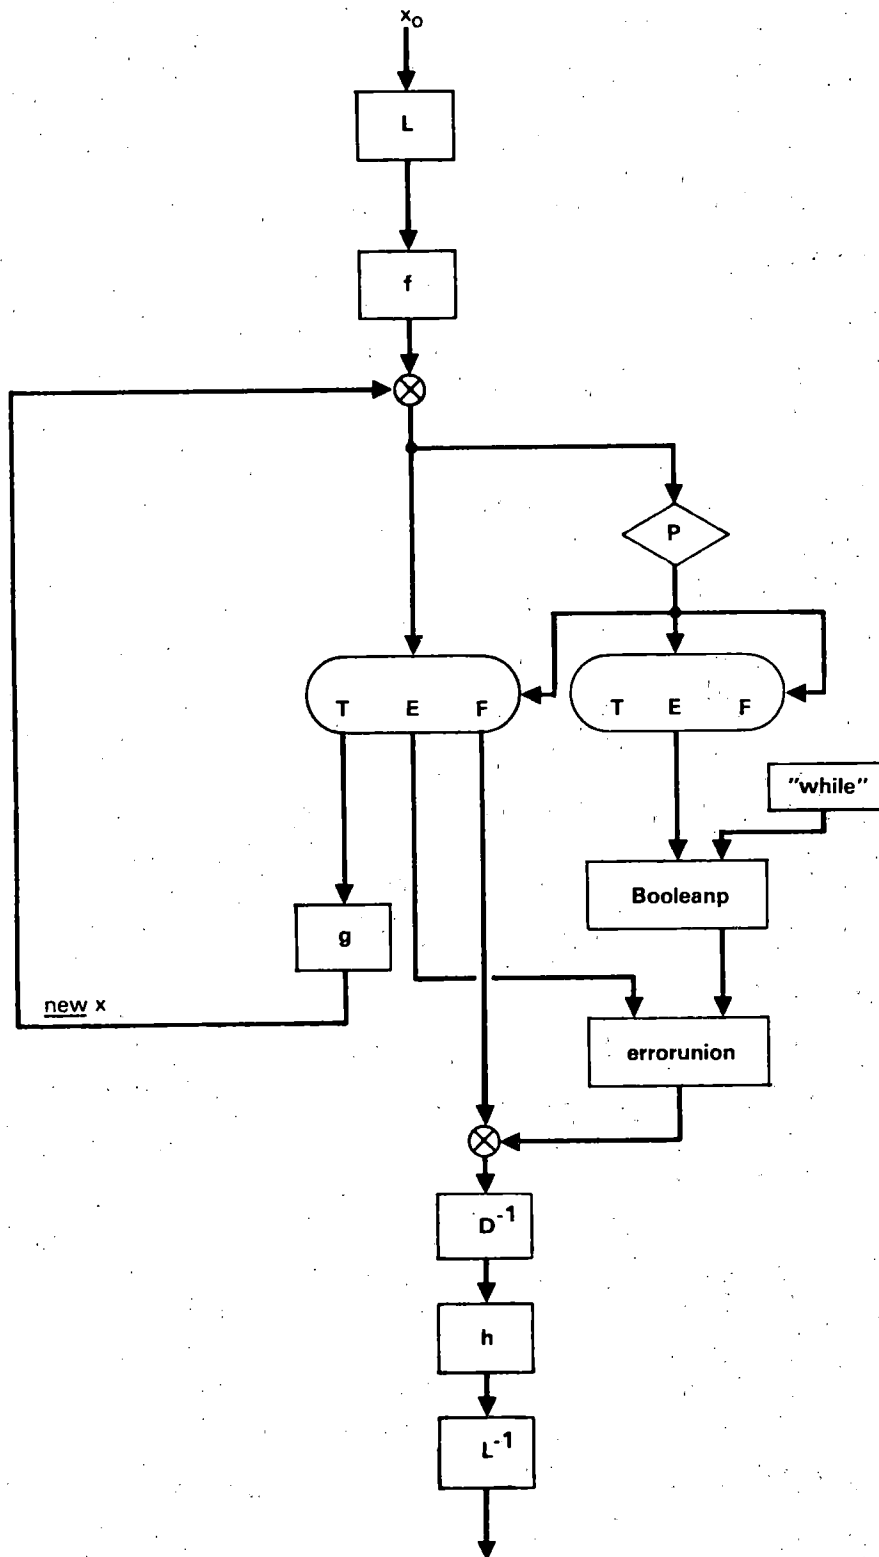 x₀
L
f
P
T E F
T E F
"while"
Booleanp
g
new x
errorunion
D⁻¹
h
L⁻¹